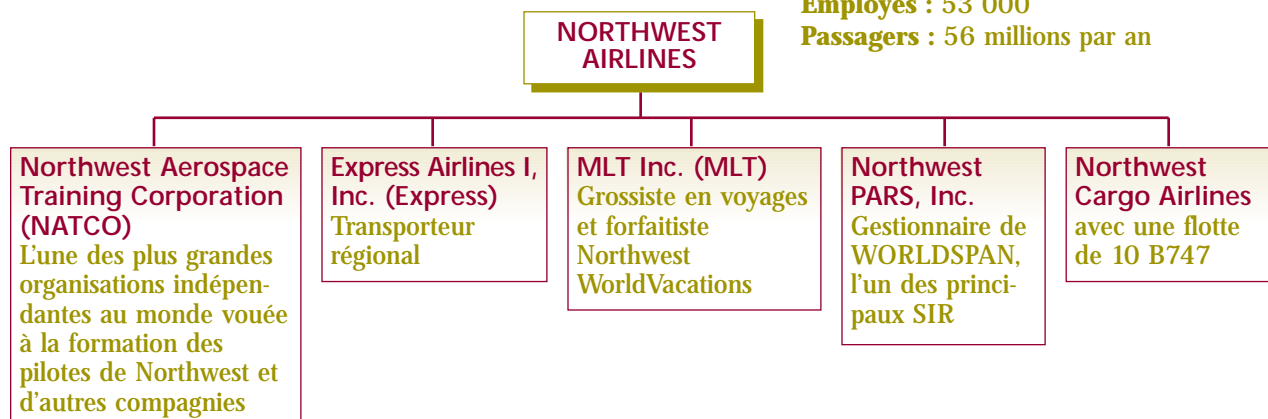 Employés : 53 000
Passagers : 56 millions par an
NORTHWEST
AIRLINES
Northwest Aerospace
Training Corporation
(NATCO)
L'une des plus grandes
organisations indépen-
dantes au monde vouée
à la formation des
pilotes de Northwest et
d'autres compagnies
Express Airlines I,
Inc. (Express)
Transporteur
régional
MLT Inc. (MLT)
Grossiste en voyages
et forfaitiste
Northwest
WorldVacations
Northwest
PARS, Inc.
Gestionnaire de
WORLDSPAN,
l'un des princi-
paux SIR
Northwest
Cargo Airlines
avec une flotte
de 10 B747